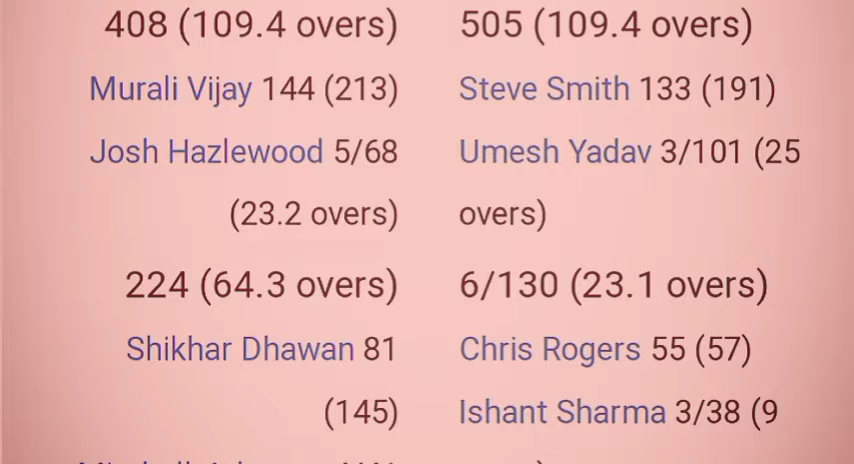 408 (109.4 overs)
505 (109.4 overs)
Murali Vijay 144 (213)
Steve Smith 133 (191)
Josh Hazlewood 5/68
(23.2 overs)
Umesh Yadav 3/101 (25
overs)
224 (64.3 overs)
6/130 (23.1 overs)
Shikhar Dhawan 81
(145)
Chris Rogers 55 (57)
Ishant Sharma 3/38 (9